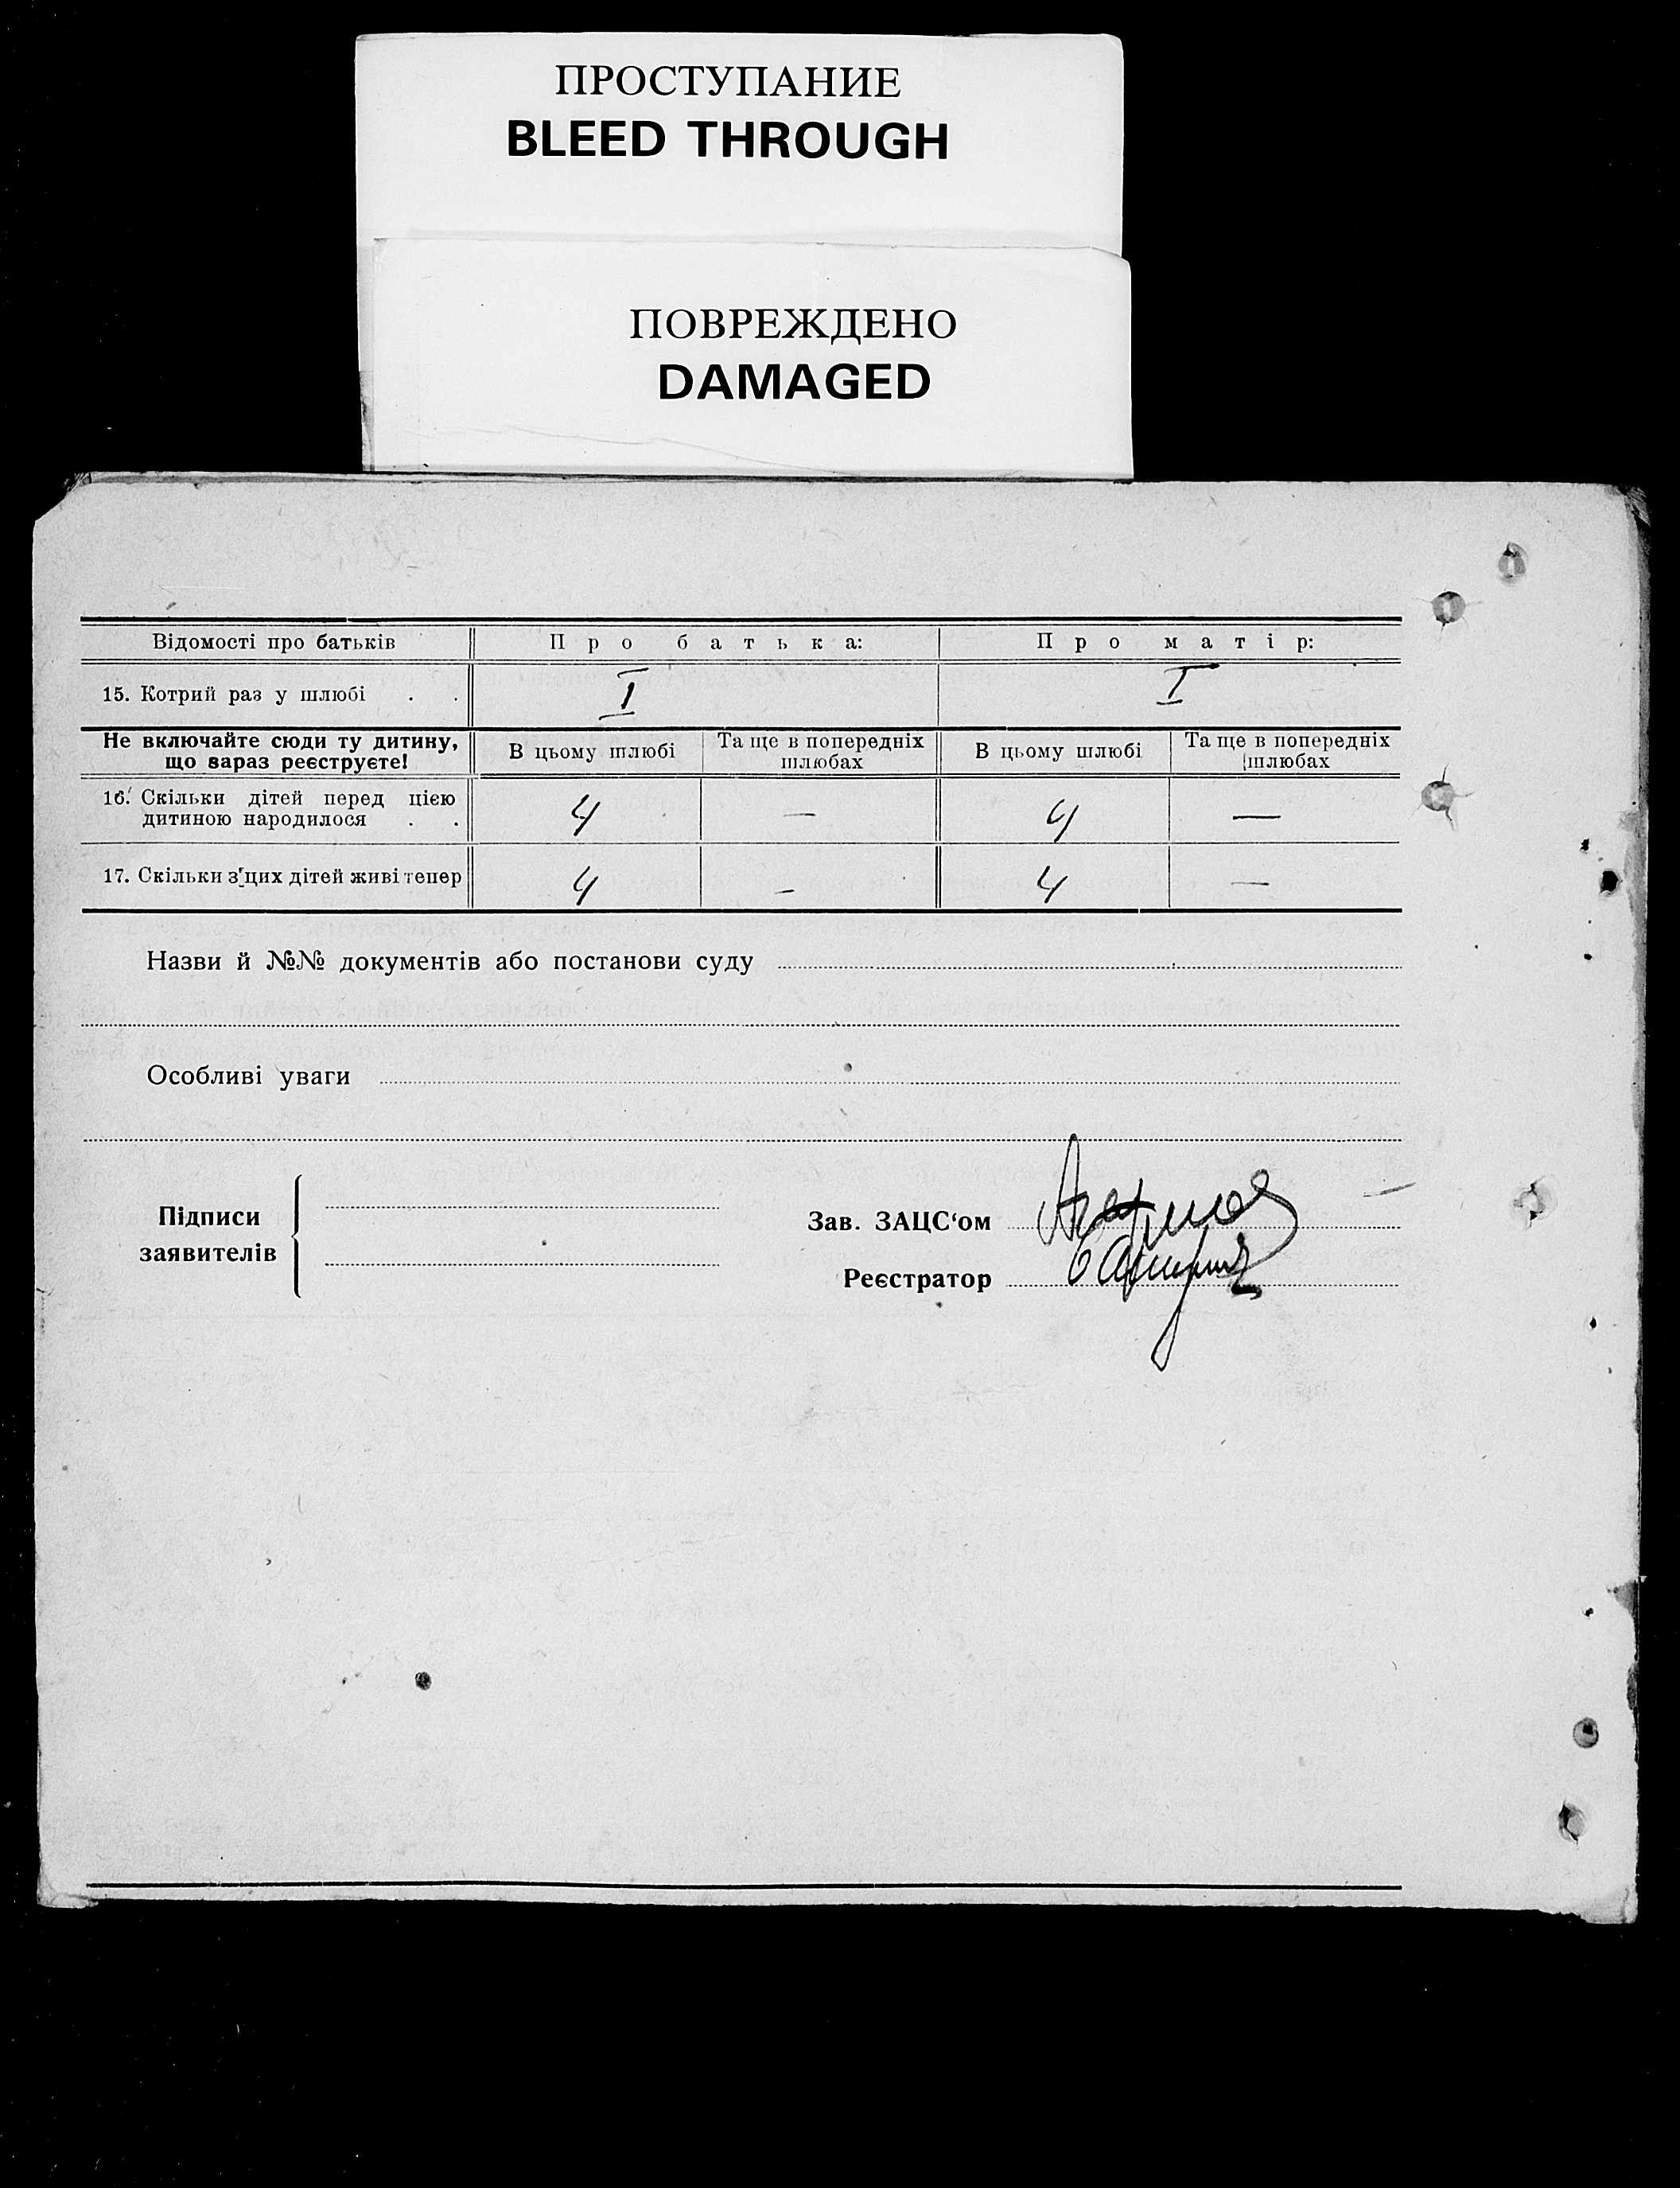 ПРОСТУПАНИЕ
BLEED THROUGH
ПОВРЕЖДЕНО
DAMAGED
Відомості про батьків Про батька: Про матір:
15. Котрий раз у шлюбі . . I I
Не включайте сюди ту дитину, що зараз реєструєте! В цьому шлюбі Та ще в попередніх шлюбах В цьому шлюбі Та ще в попередніх шлюбах
16. Скільки дітей перед цією
дитиною народилося . . 4 — 4 —
17. Скільки з цих дітей живі тепер 4 — 4 —
Назви й №№ документів або постанови суду
Особливі уваги
Підписи
заявителів
Зав. ЗАЦС‘ом
Реєстратор